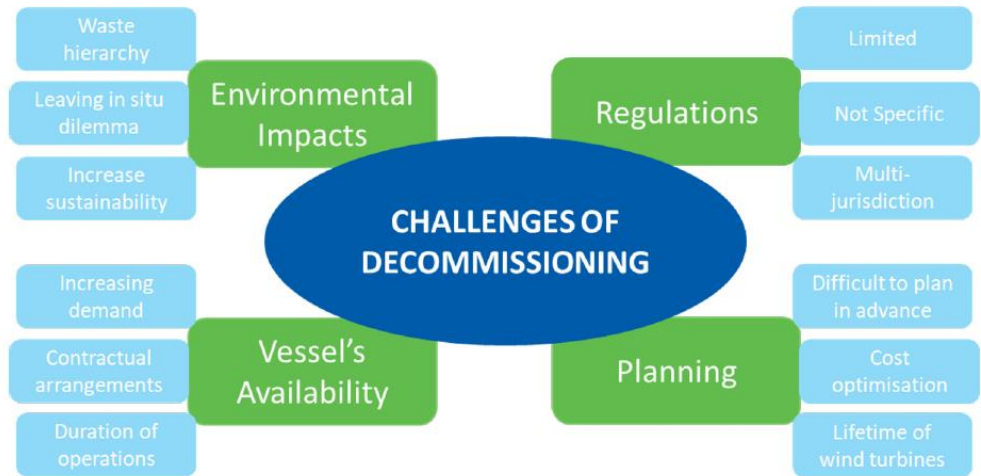 Waste
hierarchy
Leaving in situ
dilemma
Increase
sustainability
Environmental
Impacts
Regulations
Limited
Not Specific
Multi-
jurisdiction
CHALLENGES OF
DECOMMISSIONING
Increasing
demand
Contractual
arrangements
Duration of
operations
Vessel's
Availability
Planning
Difficult to plan
in advance
Cost
optimisation
Lifetime of
wind turbines